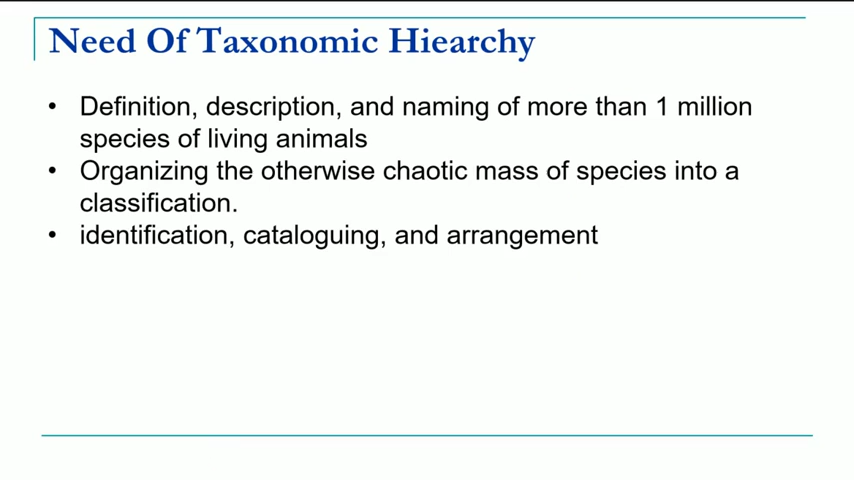 Need Of Taxonomic Hiearchy
• Definition, description, and naming of more than 1 million
species of living animals
• Organizing the otherwise chaotic mass of species into a
classification.
• identification, cataloguing, and arrangement